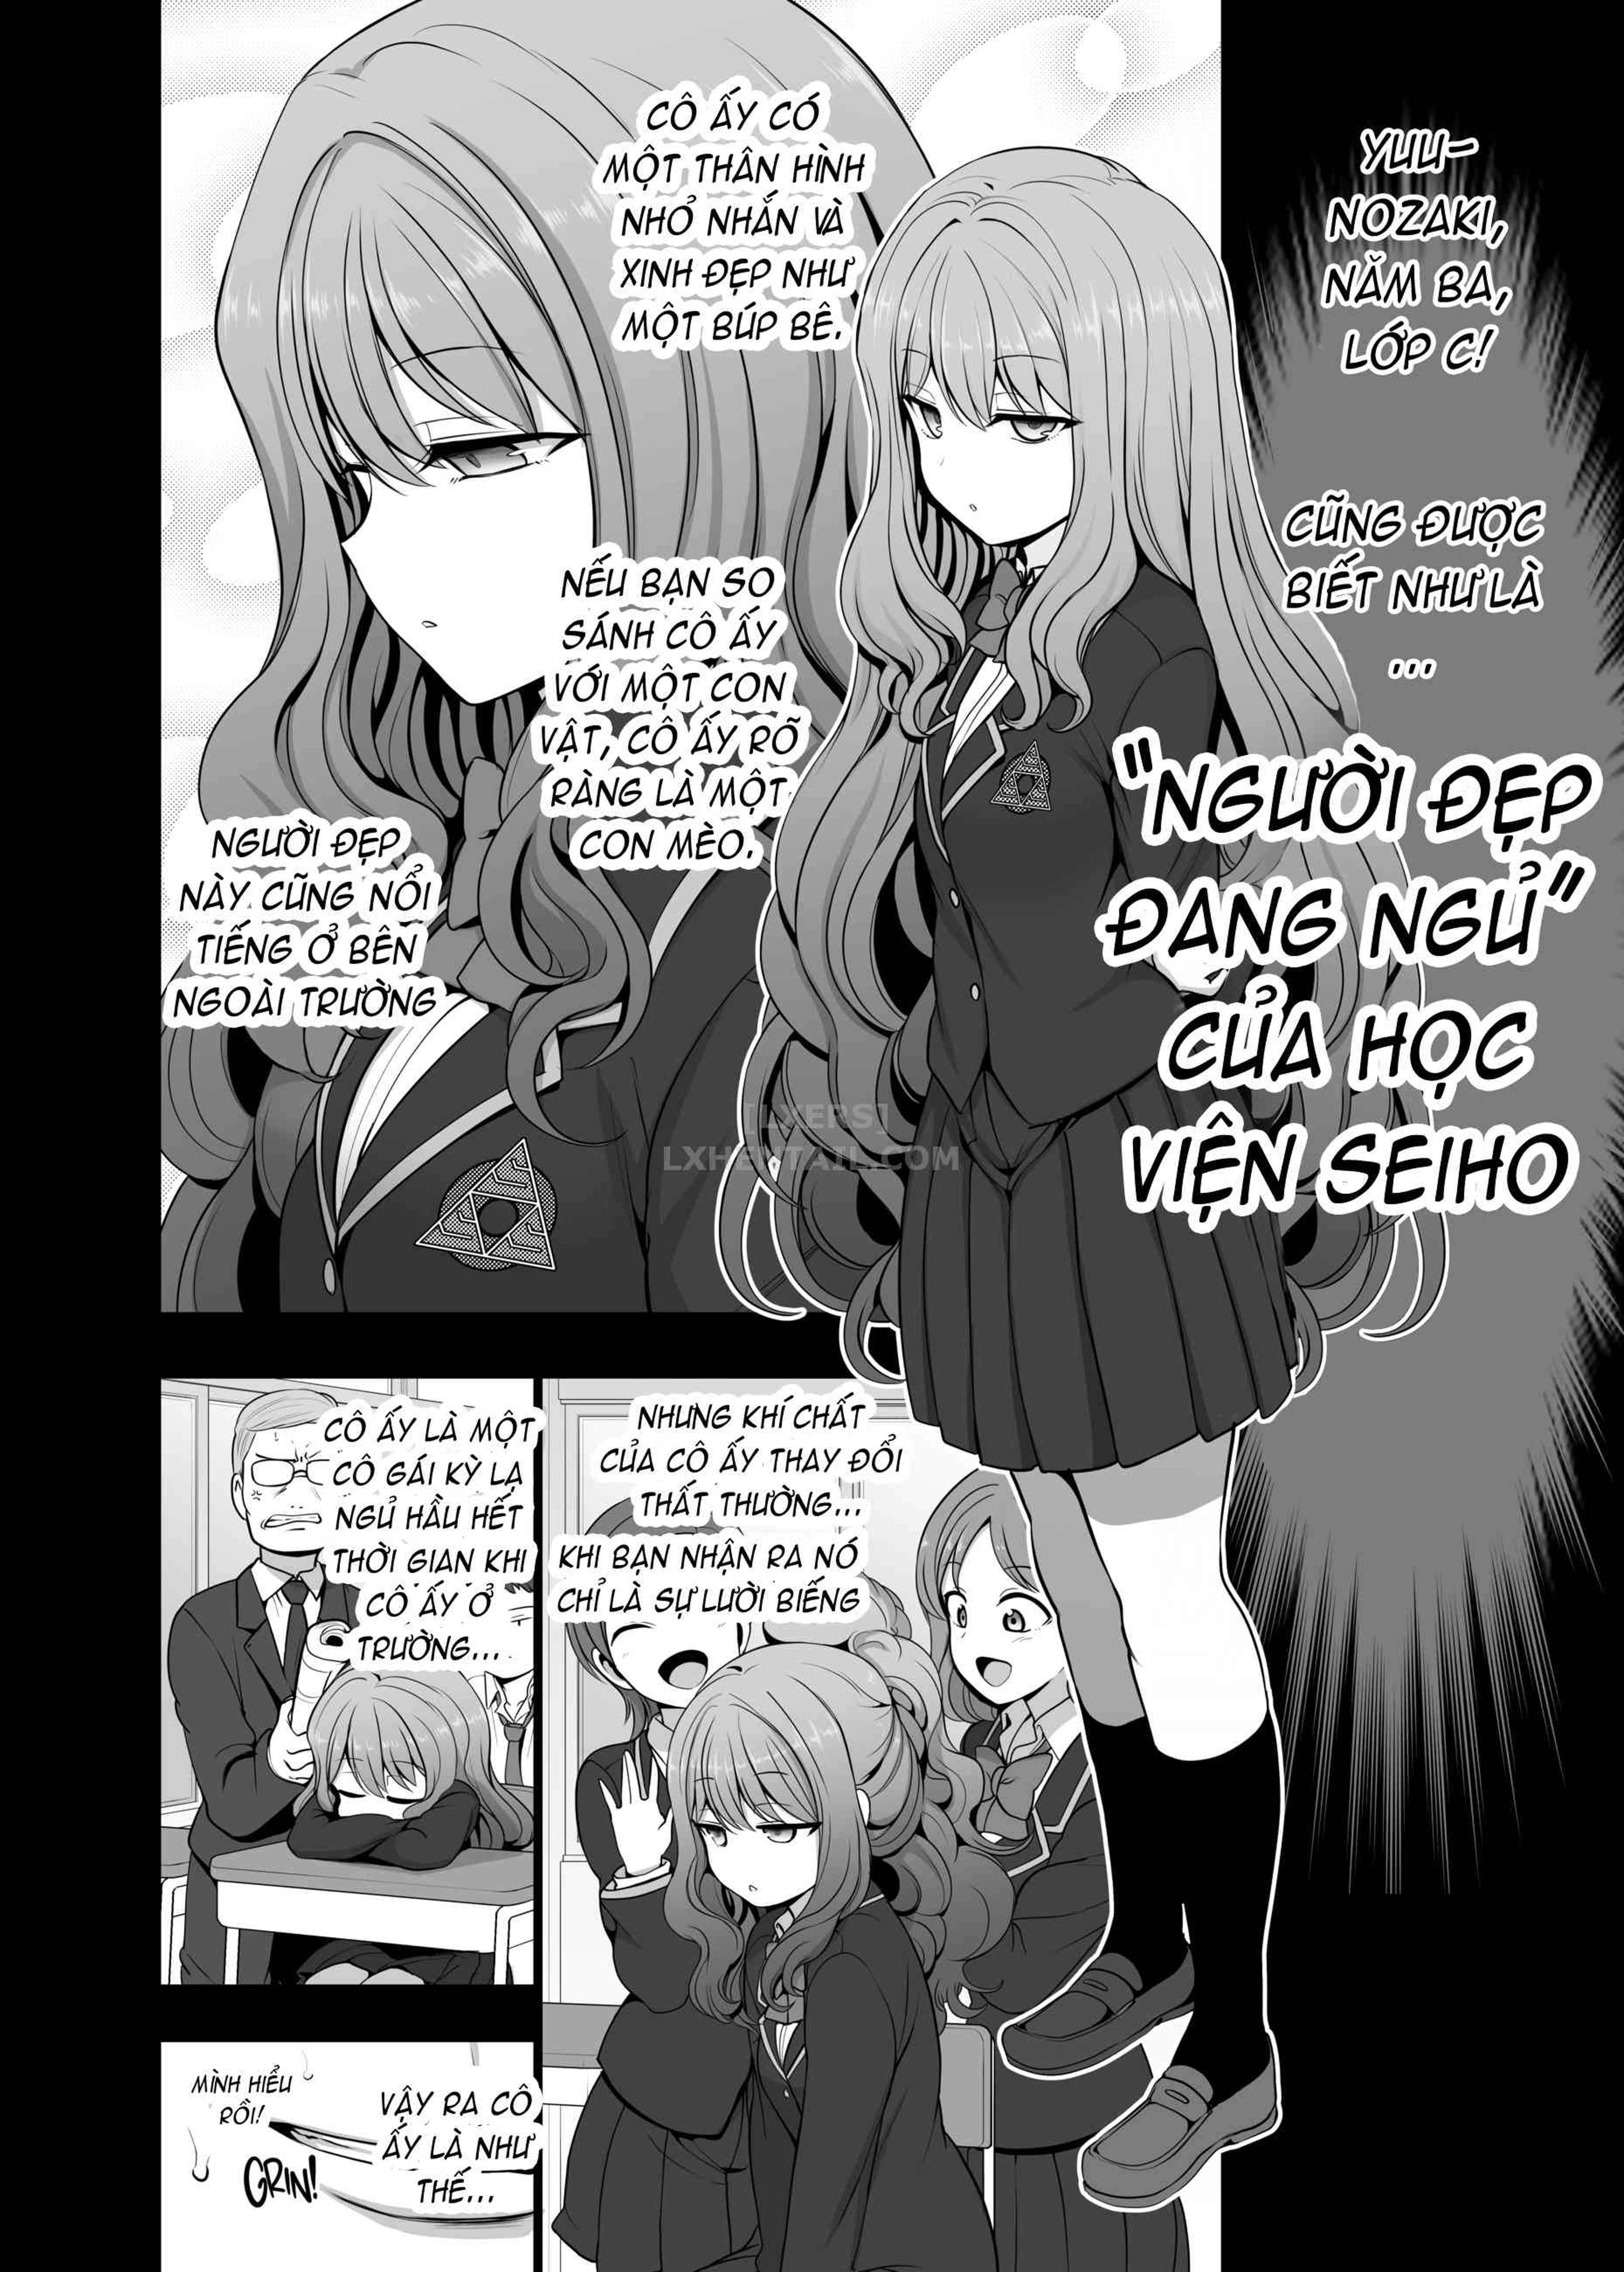 YUU-
NOZAKI,
NĂM BA,
LỚP C!
CŨNG ĐƯỢC
BIẾT NHƯ LÀ
...
"NGƯỜI ĐẸP
ĐANG NGỦ"
CỦA HỌC
VIỆN SEIHO
CÔ ẤY CÓ
MỘT THÂN HÌNH
NHỎ NHẮN VÀ
XINH ĐẸP NHƯ
MỘT BÚP BÊ.
NẾU BẠN SO
SÁNH CÔ ẤY
VỚI MỘT CON
VẬT, CÔ ẤY RÕ
RÀNG LÀ MỘT
CON MÈO.
NGƯỜI ĐẸP
NÀY CŨNG NỔI
TIẾNG Ở BÊN
NGOÀI TRƯỜNG
[LXERS]
LXHENTAI.COM
NHƯNG KHÍ CHẤT
CỦA CÔ ẤY THAY ĐỔI
THẤT THƯỜNG...
KHI BẠN NHẬN RA NÓ
CHỈ LÀ SỰ LƯỜI BIẾNG
CÔ ẤY LÀ MỘT
CÔ GÁI KỲ LẠ
NGỦ HẦU HẾT
THỜI GIAN KHI
CÔ ẤY Ở
TRƯỜNG...
VẬY RA CÔ
ẤY LÀ NHƯ
THẾ...
MÌNH HIỂU
RỒI!
GRIN!